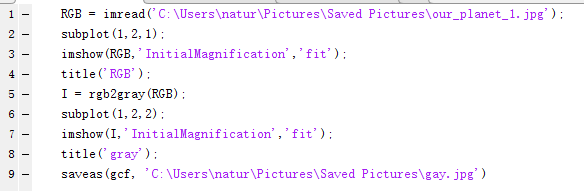 1 — RGB = imread('C:\Users\natur\Pictures\Saved Pictures\our_planet_1.jpg');
2 — subplot(1,2,1);
3 — imshow(RGB,'InitialMagnification','fit');
4 — title('RGB');
5 — I = rgb2gray(RGB);
6 — subplot(1,2,2);
7 — imshow(I,'InitialMagnification','fit');
8 — title('gray');
9 — saveas(gcf, 'C:\Users\natur\Pictures\Saved Pictures\gay.jpg')